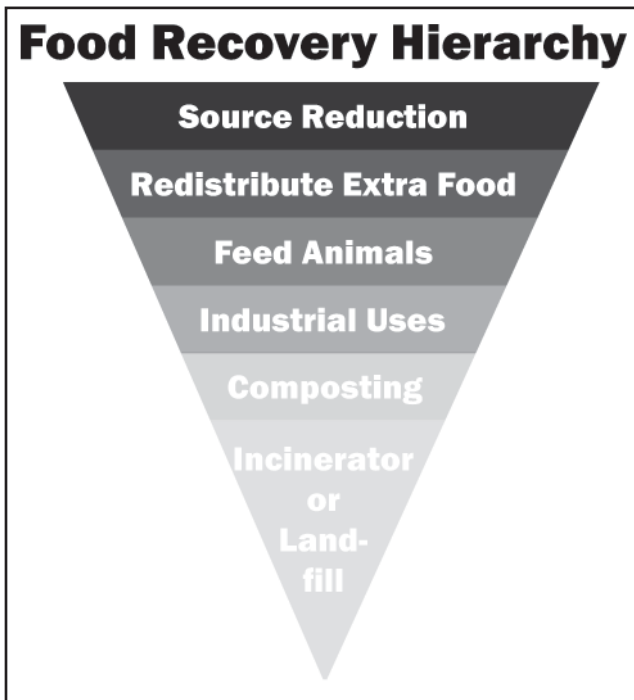 Food Recovery Hierarchy
Source Reduction
Redistribute Extra Food
Feed Animals
Industrial Uses
Composting
Incinerator
or
Land-
fill